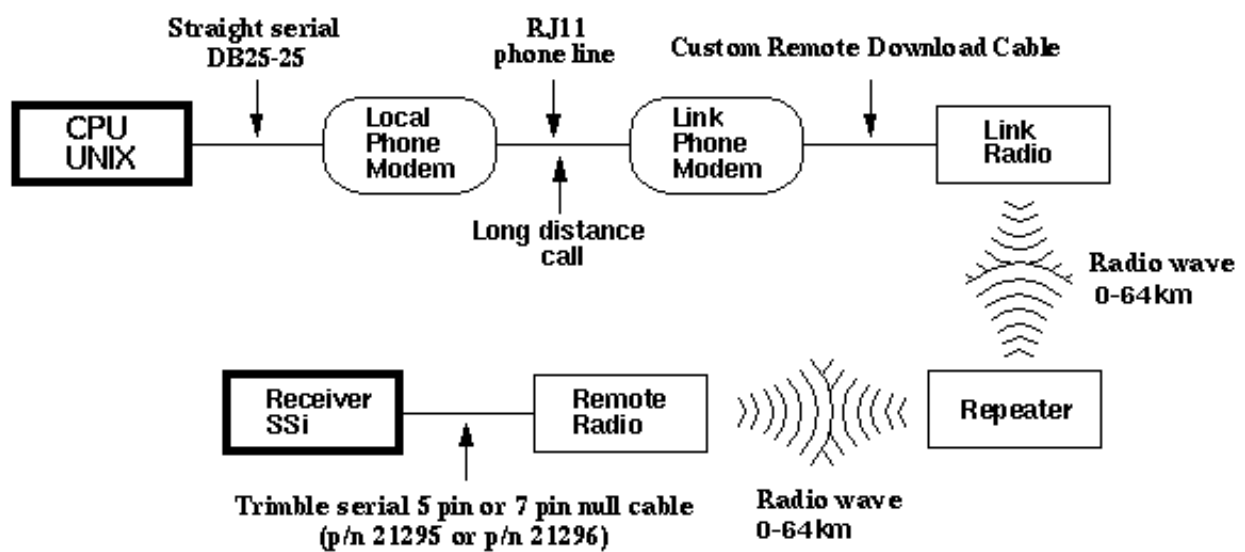 Straight serial
DB25-25
RJ11
phone line
Custom Remote Download Cable
CPU
UNIX
Local
Phone
Modem
Link
Phone
Modem
Link
Radio
Long distance
call
Radio wave
0-64km
Receiver
SSi
Remote
Radio
Repeater
Trimble serial 5 pin or 7 pin null cable
(p/n 21295 or p/n 21296)
Radio wave
0-64km